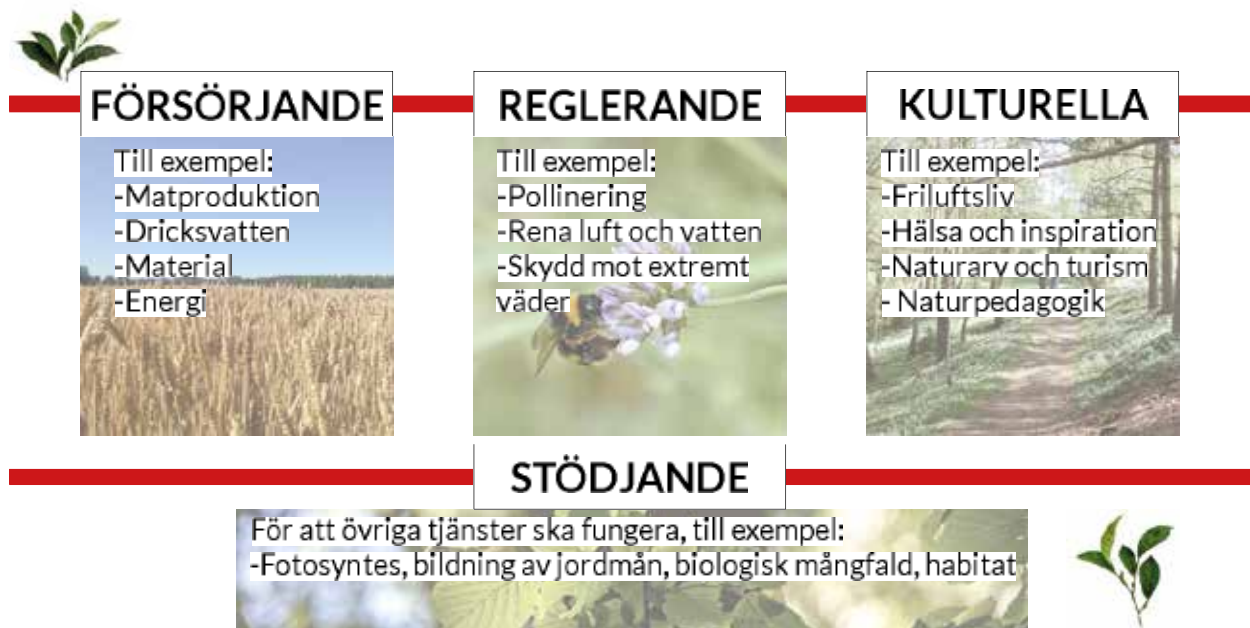 FÖRSÖRJANDE
Till exempel:
-Matproduktion
-Dricksvatten
-Material
-Energi
REGLERANDE
Till exempel:
-Pollinering
-Rena luft och vatten
-Skydd mot extremt
väder
KULTURELLA
Till exempel:
-Friluftsliv
-Hälsa och inspiration
-Naturarv och turism
- Naturpedagogik
STÖDJANDE
För att övriga tjänster ska fungera, till exempel:
-Fotosyntes, bildning av jordmån, biologisk mångfald, habitat